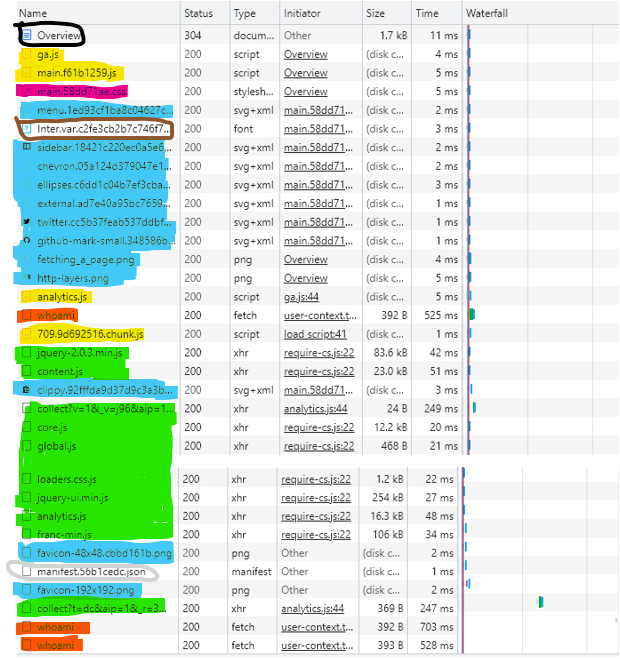 Name Status Type Initiator Size Time Waterfall
Overview 304 docum... Other 1.7 kB 11 ms
ga.js 200 script Overview (disk c... 4 ms
main.f61b1259.js 200 script Overview (disk c... 5 ms
main.58dd71ae.css 200 stylesh... Overview (disk c... 5 ms
menu.1ed93cf1ba8c04627c... 200 svg+xml main.58dd71... (disk c... 2 ms
Inter.var.c2fe3cb2b7c746f7... 200 font main.58dd71... (disk c... 3 ms
sidebar.18421c220ec0a5e6... 200 svg+xml main.58dd71... (disk c... 2 ms
chevron.05a124d379047e1... 200 svg+xml main.58dd71... (disk c... 2 ms
ellipses.c6dd1c04b7ef3cba... 200 svg+xml main.58dd71... (disk c... 3 ms
external.ad7e40a95bc7659... 200 svg+xml main.58dd71... (disk c... 1 ms
twitter.cc5b37feab537ddbf... 200 svg+xml main.58dd71... (disk c... 1 ms
github-mark-small.348586b... 200 svg+xml main.58dd71... (disk c... 1 ms
fetching_a_page.png 200 png Overview (disk c... 4 ms
http-layers.png 200 png Overview (disk c... 5 ms
analytics.js 200 script ga.js:44 (disk c... 5 ms
whoami 200 fetch user-context.t... 392 B 525 ms
709.9d692516.chunk.js 200 script load script:41 (disk c... 1 ms
jquery-2.0.3.min.js 200 xhr require-cs.js:22 83.6 kB 42 ms
content.js 200 xhr require-cs.js:22 23.0 kB 51 ms
clippy.92fffda9d37d9c3a3b... 200 svg+xml main.58dd71... (disk c... 3 ms
collect?v=1&_v=j96&aip=1... 200 xhr analytics.js:44 24 B 249 ms
core.js 200 xhr require-cs.js:22 12.2 kB 20 ms
global.js 200 xhr require-cs.js:22 468 B 21 ms
loaders.css.js 200 xhr require-cs.js:22 1.2 kB 22 ms
jquery-ui.min.js 200 xhr require-cs.js:22 254 kB 27 ms
analytics.js 200 xhr require-cs.js:22 16.3 kB 48 ms
franc-min.js 200 xhr require-cs.js:22 106 kB 34 ms
favicon-48x48.cbbd161b.png 200 png Other (disk c... 2 ms
manifest.56b1cedc.json 200 manifest Other (disk c... 1 ms
favicon-192x192.png 200 png Other (disk c... 2 ms
collect?t=dc&aip=1&_r=3... 200 xhr analytics.js:44 369 B 247 ms
whoami 200 fetch user-context.t... 392 B 703 ms
whoami 200 fetch user-context.t... 393 B 528 ms